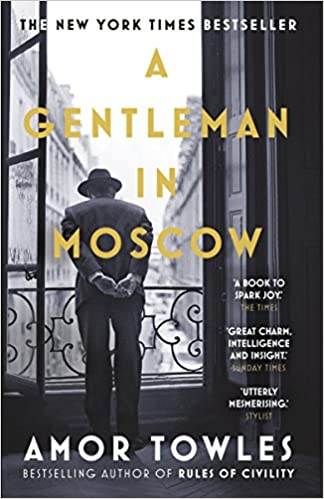 THE NEW YORK TIMES BESTSELLER
A
GENTLEMAN
IN
MOSCOW
'A BOOK TO
SPARK JOY.'
THE TIMES
'GREAT CHARM,
INTELLIGENCE
AND INSIGHT.'
SUNDAY TIMES
'UTTERLY
MESMERISING.'
STYLIST
AMOR TOWLES
BESTSELLING AUTHOR OF RULES OF CIVILITY